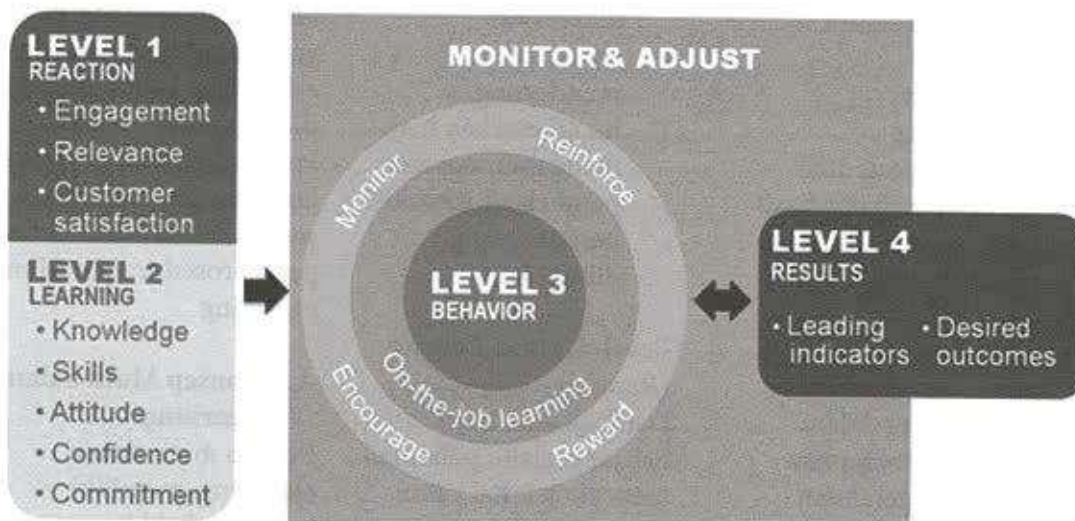 LEVEL 1
REACTION
• Engagement
• Relevance
• Customer
satisfaction
LEVEL 2
LEARNING
• Knowledge
• Skills
• Attitude
• Confidence
• Commitment
MONITOR & ADJUST
Monitor
Reinforce
LEVEL 3
BEHAVIOR
On-the-job learning
Encourage
Reward
LEVEL 4
RESULTS
• Leading
indicators
• Desired
outcomes